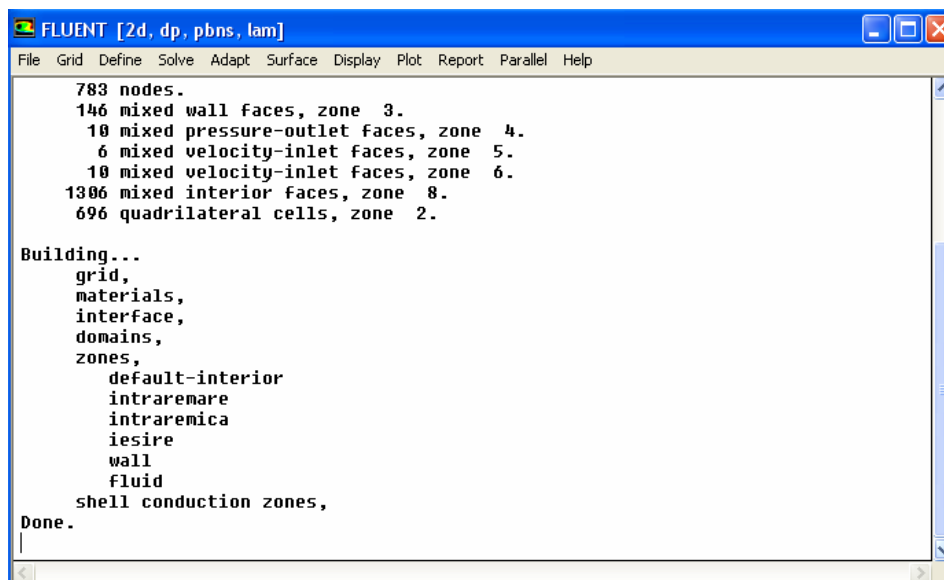 FLUENT [2d, dp, pbns, lam]
File Grid Define Solve Adapt Surface Display Plot Report Parallel Help
783 nodes.
146 mixed wall faces, zone 3.
10 mixed pressure-outlet faces, zone 4.
6 mixed velocity-inlet faces, zone 5.
10 mixed velocity-inlet faces, zone 6.
1306 mixed interior faces, zone 8.
696 quadrilateral cells, zone 2.
Building...
grid,
materials,
interface,
domains,
zones,
default-interior
intraremare
intraremica
iesire
wall
fluid
shell conduction zones,
Done.